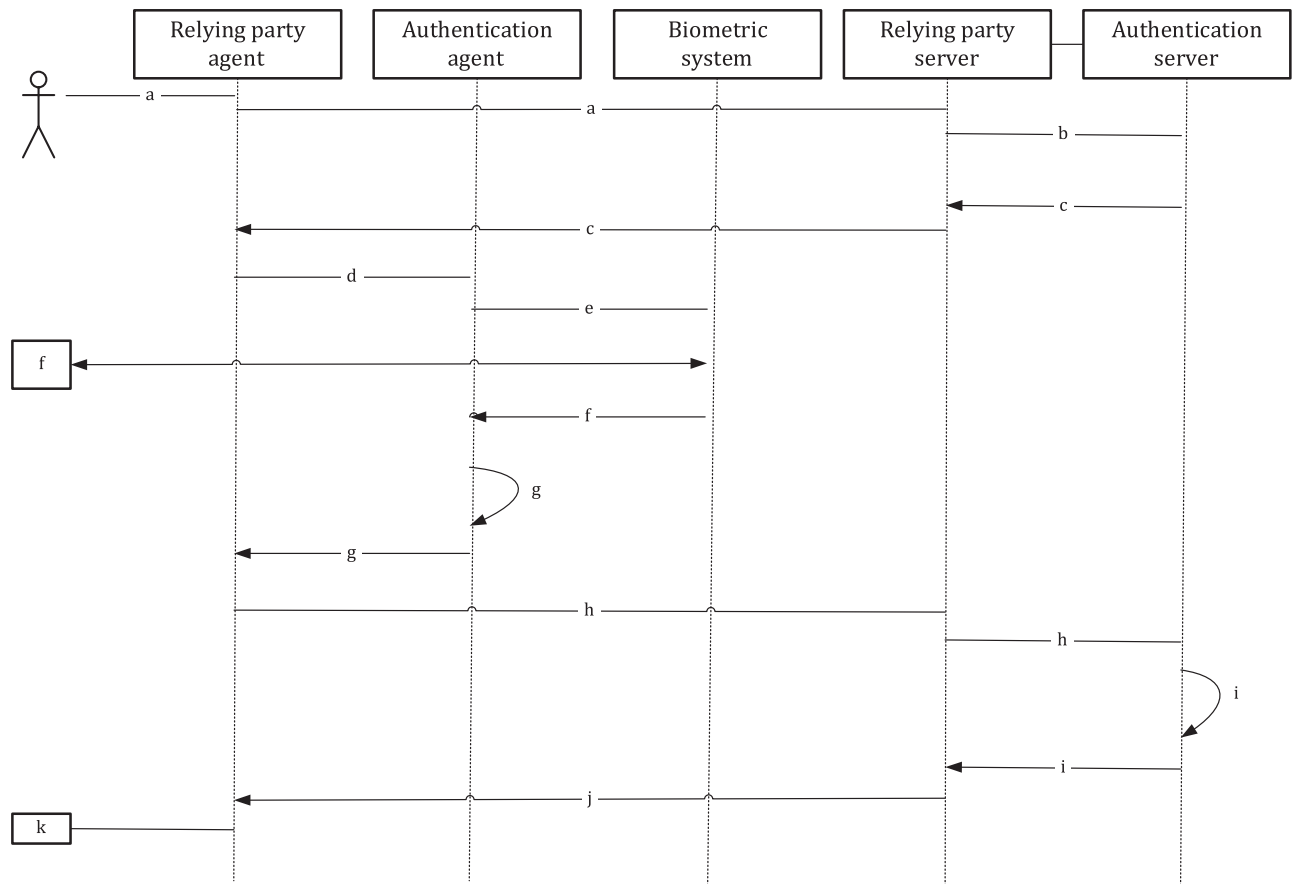 Relying party
agent
Authentication
agent
Biometric
system
Relying party
server
Authentication
server
a
a
b
c
c
d
e
f
f
g
g
h
h
i
i
j
k